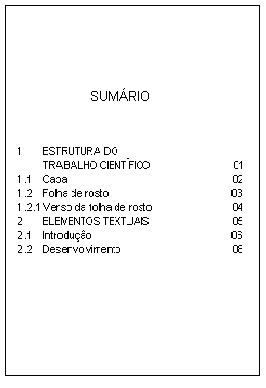 SUMÁRIO
1 ESTRUTURA DO
TRABALHO CIENTÍFICO 01
1.1 Capa 02
1.2 Folha de rosto 03
1.2.1 Verso da folha de rosto 04
2 ELEMENTOS TEXTUAIS 05
2.1 Introdução 06
2.2 Desenvolvimento 08